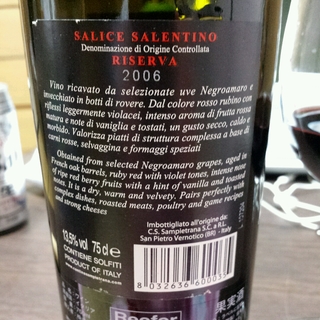 SALICE SALENTINO
Denominazione di Origine Controllata
RISERVA
2006
Vino ricavato da selezionate uve Negroamaro e
invecchiato in botti di rovere. Dal colore rosso rubino con
riflessi leggermente violacei, intenso aroma di frutta rossa
matura e note di vaniglia e tostati, un gusto secco, caldo e
morbido. Valorizza piatti di struttura complessa a base di
carni rosse, selvaggina e formaggi speziati
Obtained from selected Negroamaro grapes, aged in
French oak barrels, ruby red with violet tones, intense
of ripe red berry fruits with a hint of vanilla and toasted
notes. It is a dry, warm and velvety. Pairs perfectly with
complex dishes, roasted meats, poultry and game recipes
and strong cheeses
13,5% vol 75 cl e
CONTIENE SOLFITI
PRODUCT OF ITALY
Imbottigliato all'origine da:
C.S. Sampietrana S.C. a R.L.
San Pietro Vernotico (BR) - Italy
8 032636 60003
果実酒